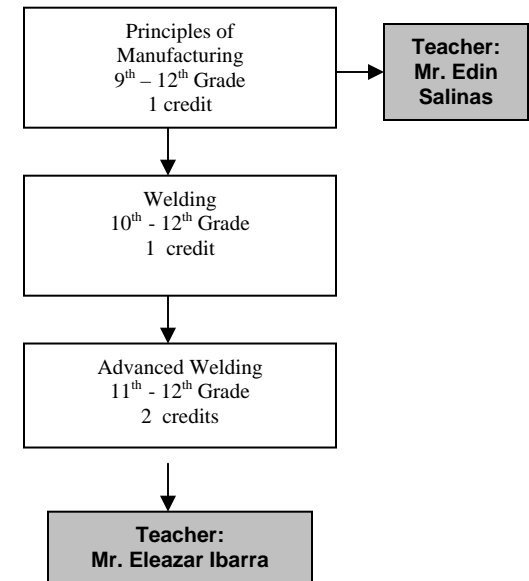 Principles of
Manufacturing
9th – 12th Grade
1 credit
Teacher:
Mr. Edin
Salinas
Welding
10th - 12th Grade
1 credit
Advanced Welding
11th - 12th Grade
2 credits
Teacher:
Mr. Eleazar Ibarra